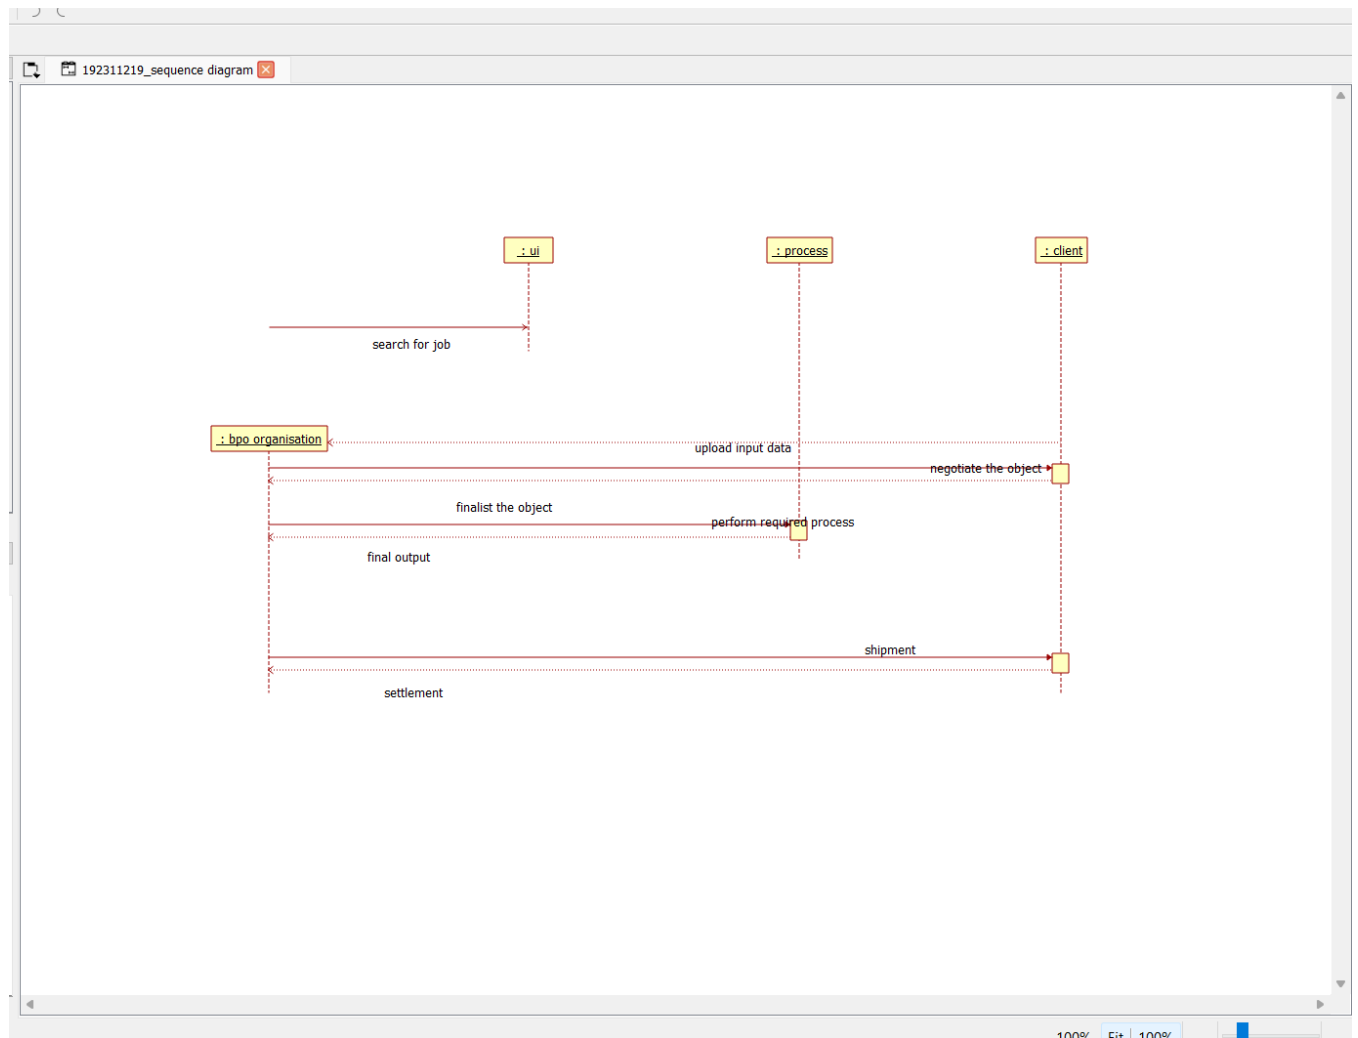 192311219_sequence diagram
: ui
: process
: client
search for job
: bpo organisation
upload input data
negotiate the object
finalist the object
perform required process
final output
shipment
settlement
100% Fit 100%